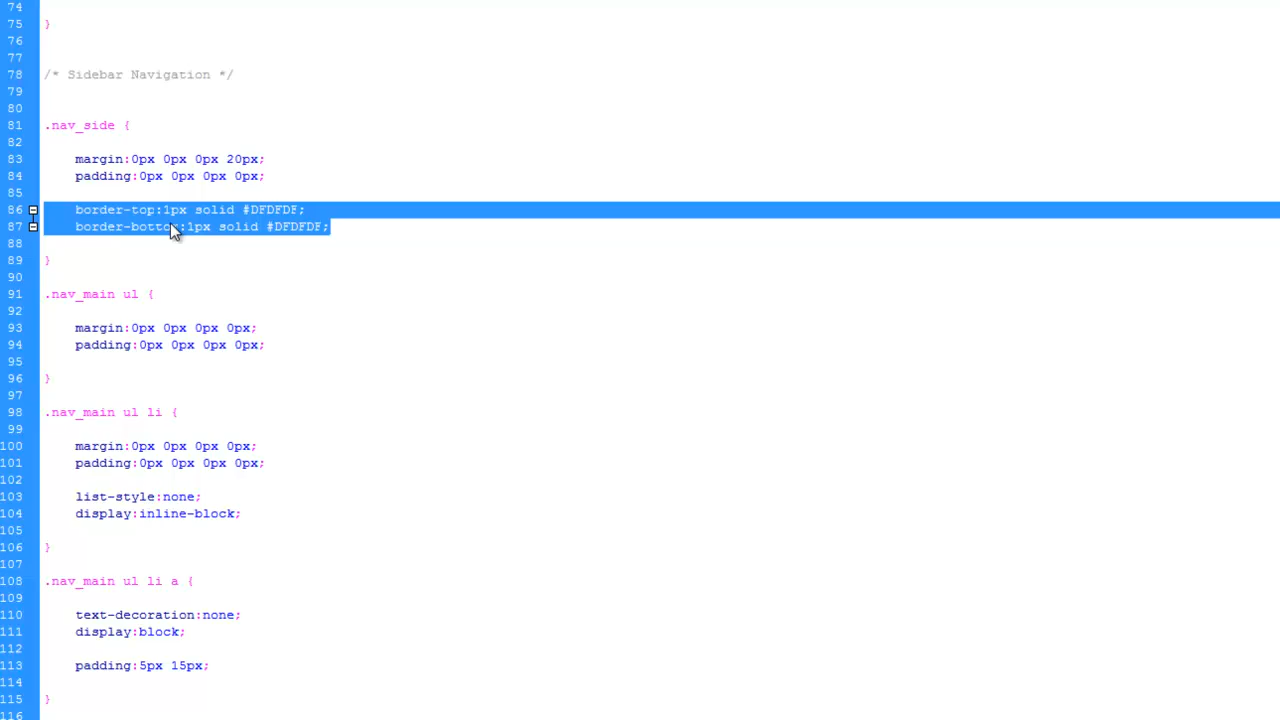 74
75 }
76
77
78 /* Sidebar Navigation */
79
80
81 .nav_side {
82
83 margin:0px 0px 0px 20px;
84 padding:0px 0px 0px 0px;
85
86 border-top:1px solid #DFDFDF;
87 border-bottom:1px solid #DFDFDF;
88
89 }
90
91 .nav_main ul {
92
93 margin:0px 0px 0px 0px;
94 padding:0px 0px 0px 0px;
95
96 }
97
98 .nav_main ul li {
99
100 margin:0px 0px 0px 0px;
101 padding:0px 0px 0px 0px;
102
103 list-style:none;
104 display:inline-block;
105
106 }
107
108 .nav_main ul li a {
109
110 text-decoration:none;
111 display:block;
112
113 padding:5px 15px;
114
115 }
116